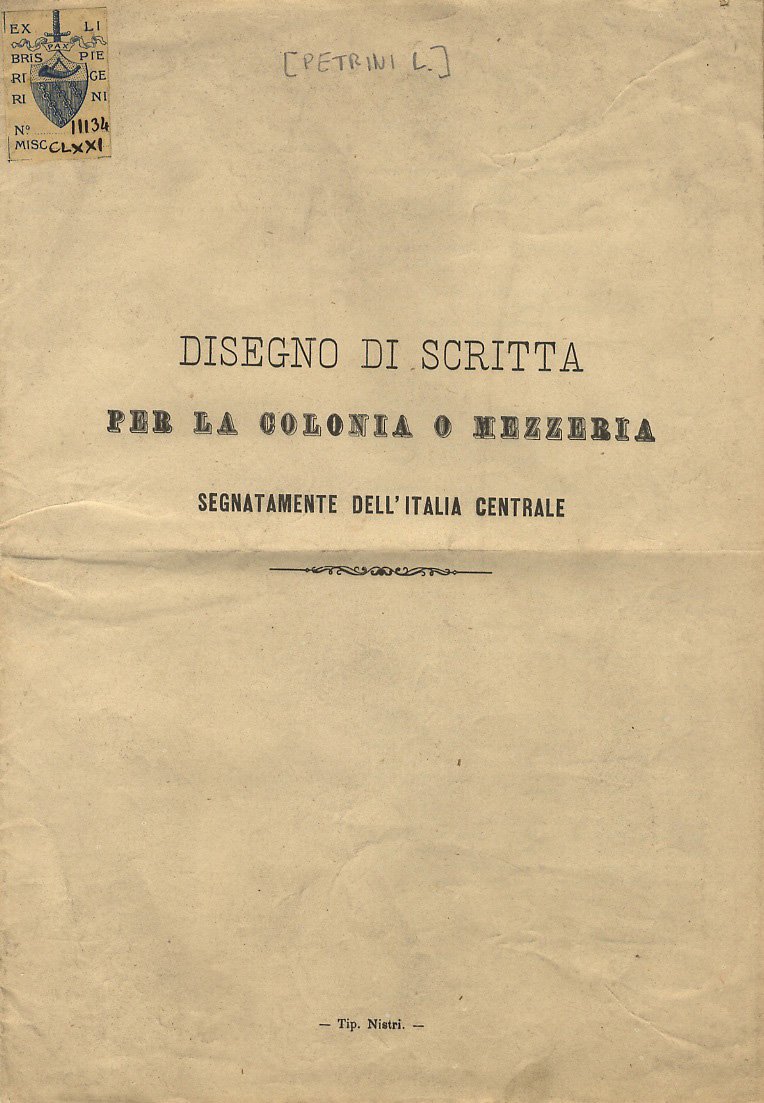 EX LI
PAX
BRIS PIE
RI GE
RI NI
Nº 11134
MISC CLXXI
[PETRINI L.]
DISEGNO DI SCRITTA
PER LA COLONIA O MEZZERIA
SEGNATAMENTE DELL'ITALIA CENTRALE
— Tip. Nistri. —